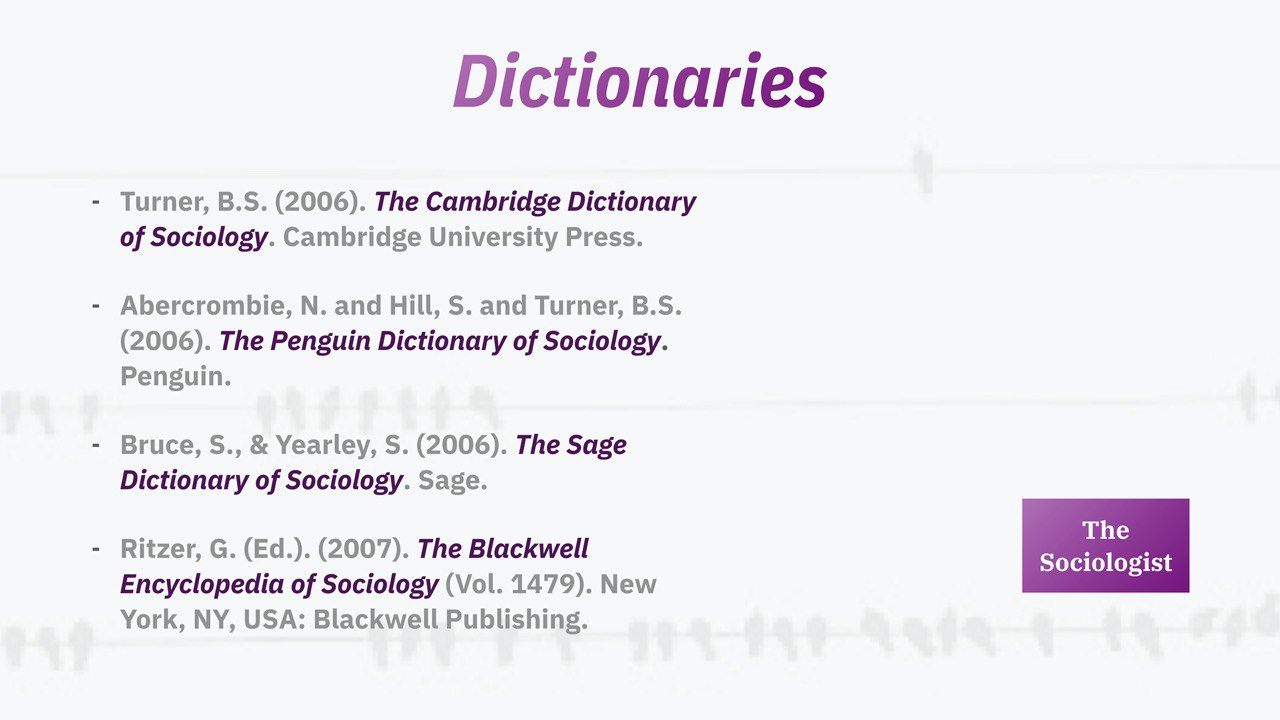 Dictionaries
- Turner, B.S. (2006). The Cambridge Dictionary
of Sociology. Cambridge University Press.
- Abercrombie, N. and Hill, S. and Turner, B.S.
(2006). The Penguin Dictionary of Sociology.
Penguin.
- Bruce, S., & Yearley, S. (2006). The Sage
Dictionary of Sociology. Sage.
- Ritzer, G. (Ed.). (2007). The Blackwell
Encyclopedia of Sociology (Vol. 1479). New
York, NY, USA: Blackwell Publishing.
The
Sociologist